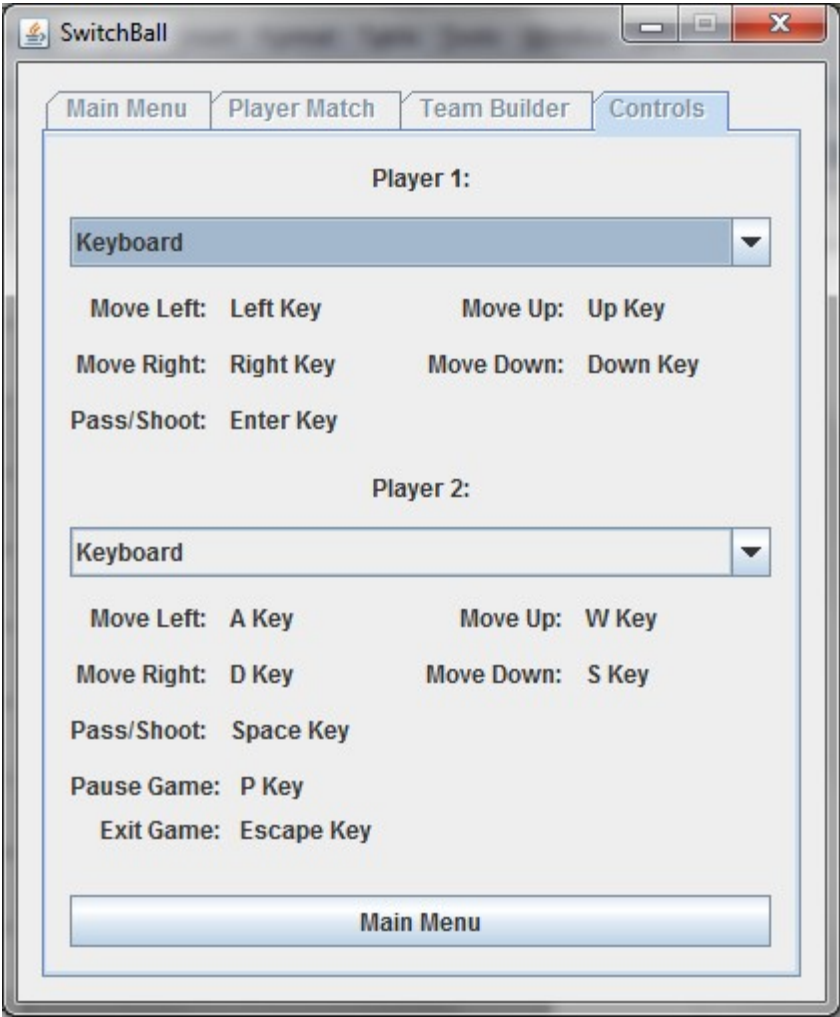 SwitchBall
Main Menu Player Match Team Builder Controls
Player 1:
Keyboard
Move Left: Left Key Move Up: Up Key
Move Right: Right Key Move Down: Down Key
Pass/Shoot: Enter Key
Player 2:
Keyboard
Move Left: A Key Move Up: W Key
Move Right: D Key Move Down: S Key
Pass/Shoot: Space Key
Pause Game: P Key
Exit Game: Escape Key
Main Menu